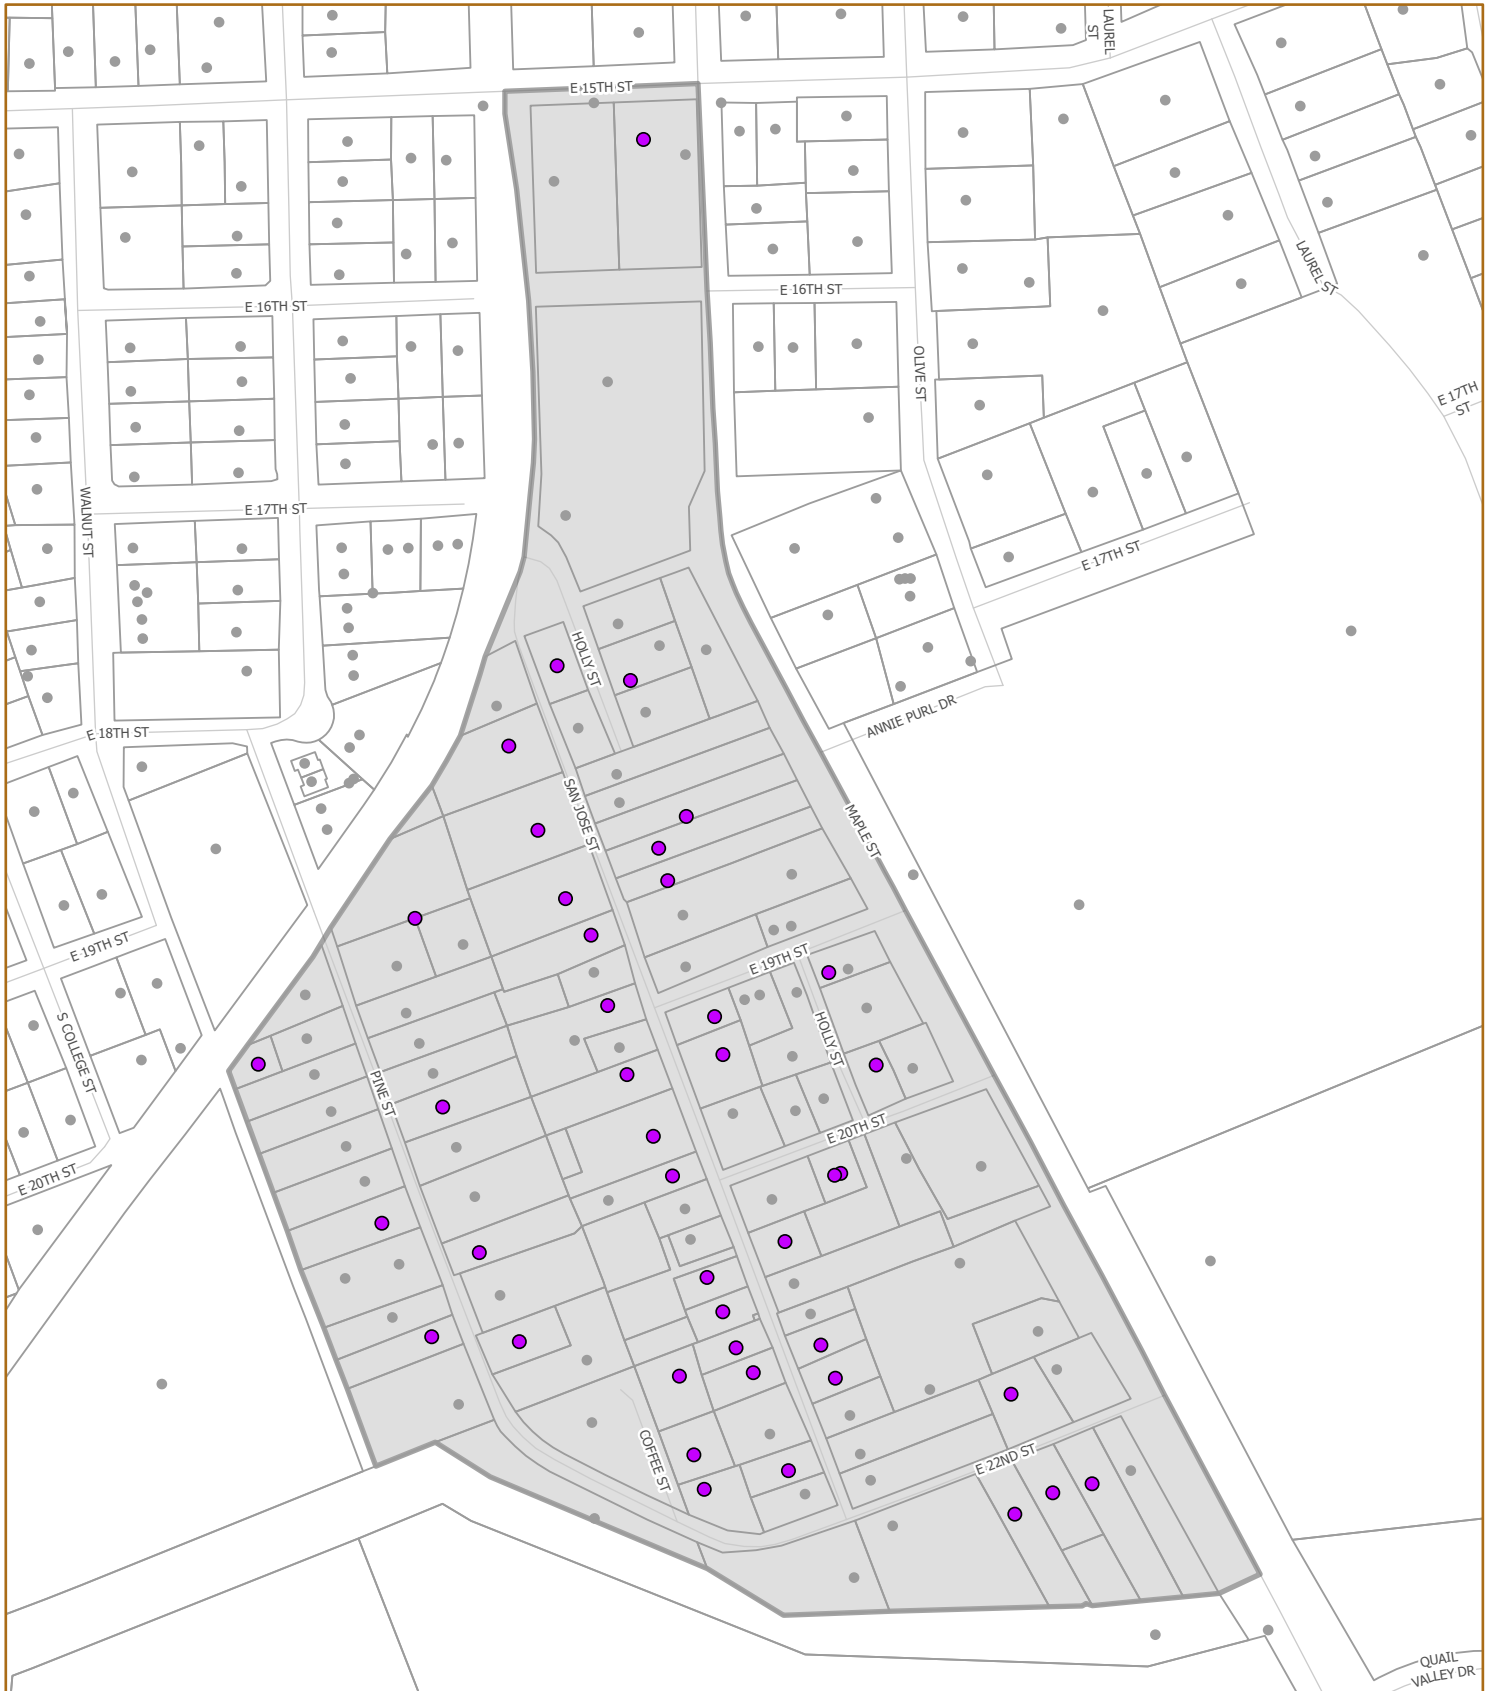 LAUREL
ST
E 15TH ST
LAUREL ST
E 16TH ST
E 16TH ST
OLIVE ST
E 17TH
ST
WALNUT ST
E 17TH ST
E 17TH ST
HOLLY ST
ANNIE PURL DR
E 18TH ST
SAN JOSE ST
MAPLE ST
E 19TH ST
E 19TH ST
S COLLEGE ST
HOLLY ST
PINE ST
E 20TH ST
E 20TH ST
COFFEE ST
E 22ND ST
QUAIL
VALLEY DR